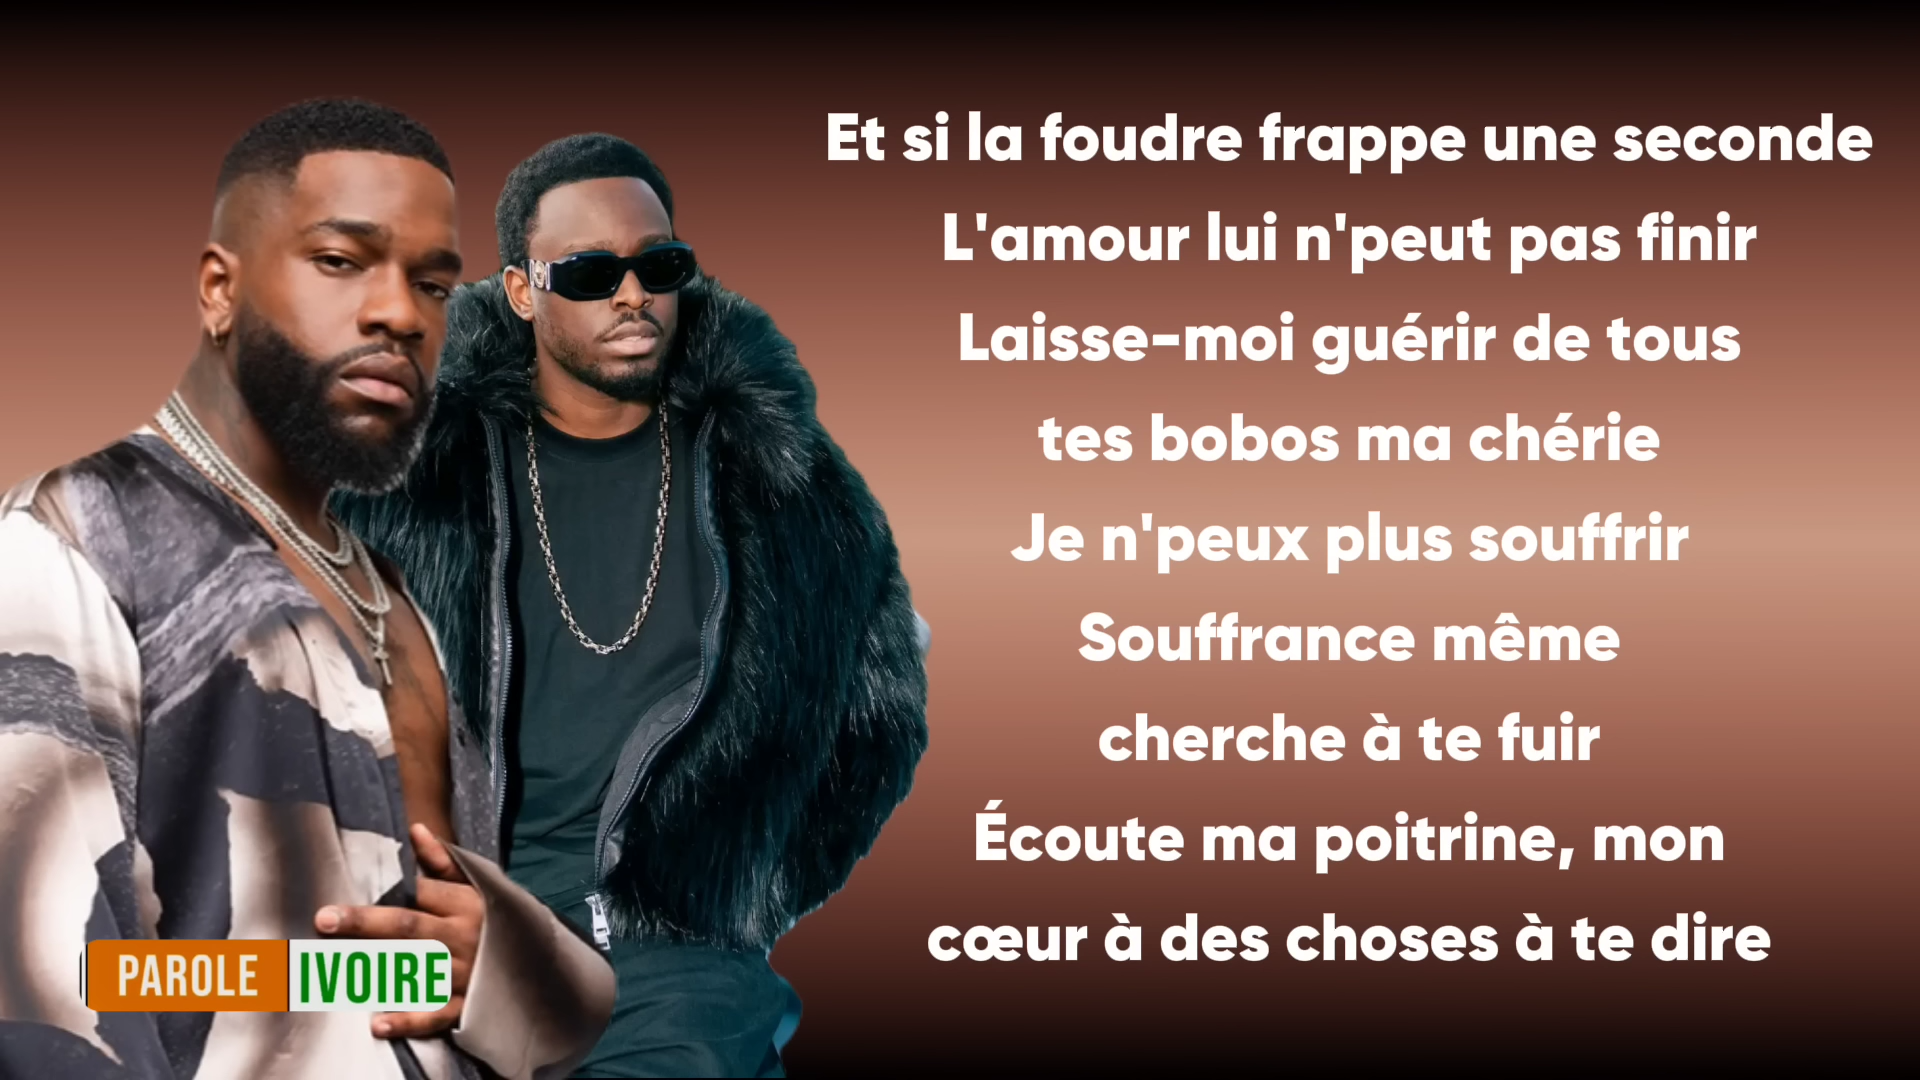 Et si la foudre frappe une seconde
L'amour lui n'peut pas finir
Laisse-moi guérir de tous
tes bobos ma chérie
Je n'peux plus souffrir
Souffrance même
cherche à te fuir
Écoute ma poitrine, mon
cœur à des choses à te dire
PAROLE IVOIRE